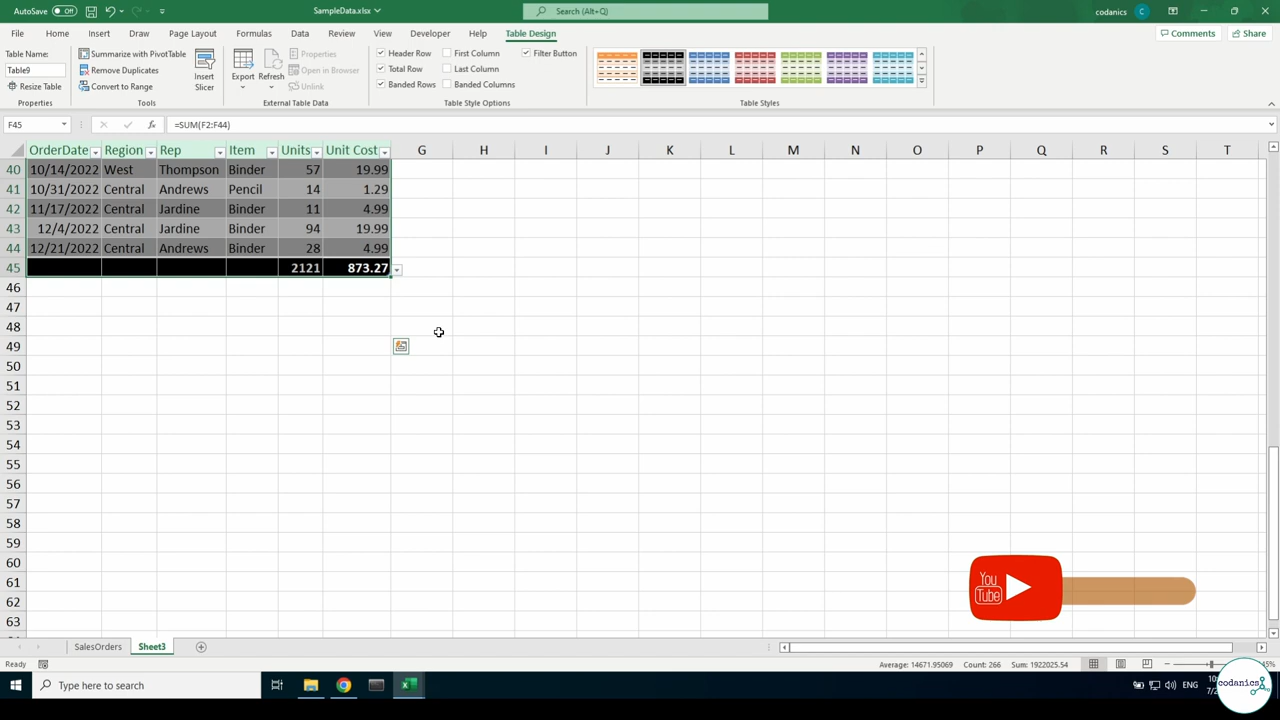 AutoSave Off SampleData.xlsx Search (Alt+Q) codanics C
File Home Insert Draw Page Layout Formulas Data Review View Developer Help Table Design Comments Share
Table Name:
Table9
Resize Table
Properties
Summarize with PivotTable
Remove Duplicates
Convert to Range
Insert
Slicer
Tools
Export
Refresh
Properties
Open in Browser
Unlink
External Table Data
Header Row First Column Filter Button
Total Row Last Column
Banded Rows Banded Columns
Table Style Options
Table Styles
F45 fx =SUM(F2:F44)
OrderDate Region Rep Item Units Unit Cost G H I J K L M N O P Q R S T
40 10/14/2022 West Thompson Binder 57 19.99
41 10/31/2022 Central Andrews Pencil 14 1.29
42 11/17/2022 Central Jardine Binder 11 4.99
43 12/4/2022 Central Jardine Binder 94 19.99
44 12/21/2022 Central Andrews Binder 28 4.99
45 2121 873.27
46
47
48
49
50
51
52
53
54
55
56
57
58
59
60
61
62
63
You
Tube
SalesOrders Sheet3
Ready Average: 14671.95069 Count: 266 Sum: 1922025.54
Type here to search ENG
codanics